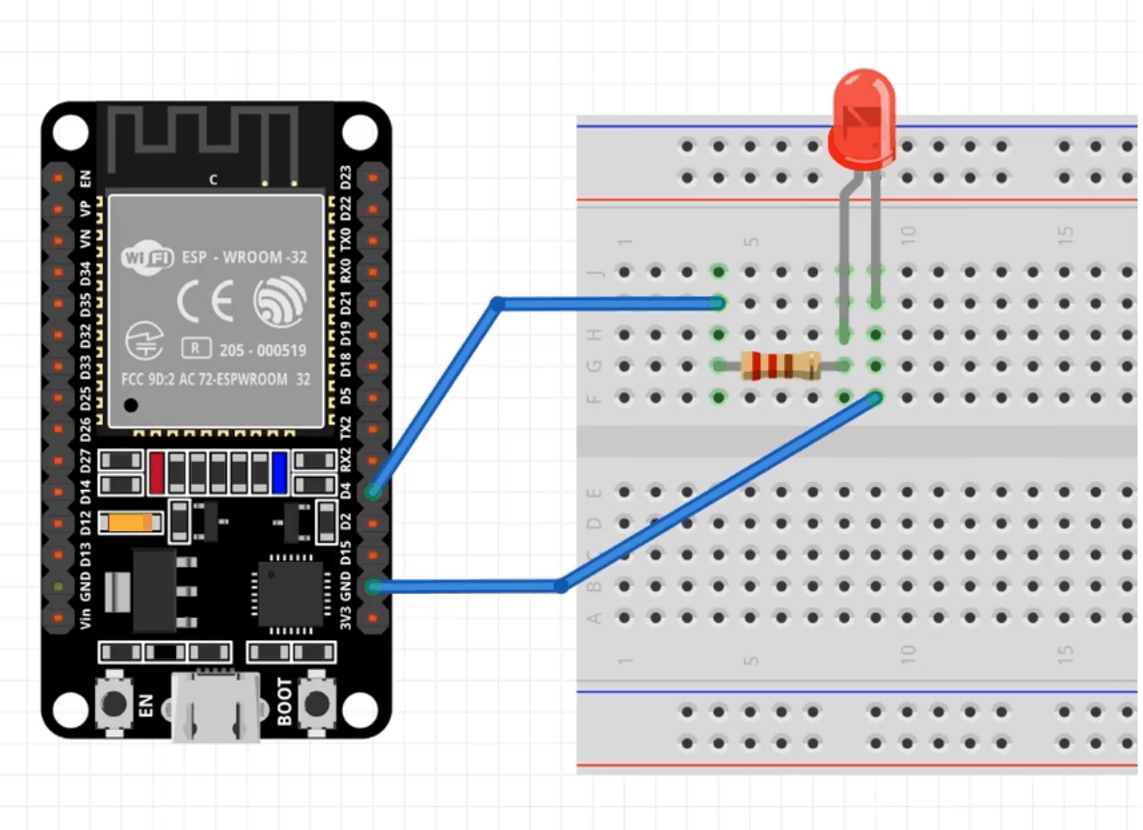 C
EN
VP
VN
D34
D35
D32
D33
D25
D26
D27
D14
D12
D13
GND
Vin
D23
D22
TX0
RX0
D21
D19
D18
D5
TX2
RX2
D4
D2
D15
GND
3V3
Wi Fi ESP - WROOM -32
CE
R 205 - 000519
FCC 9D:2 AC 72-ESPWROOM 32
EN
BOOT
1 5 10 15
J
H
G
F
E
D
C
B
A
1 5 10 15